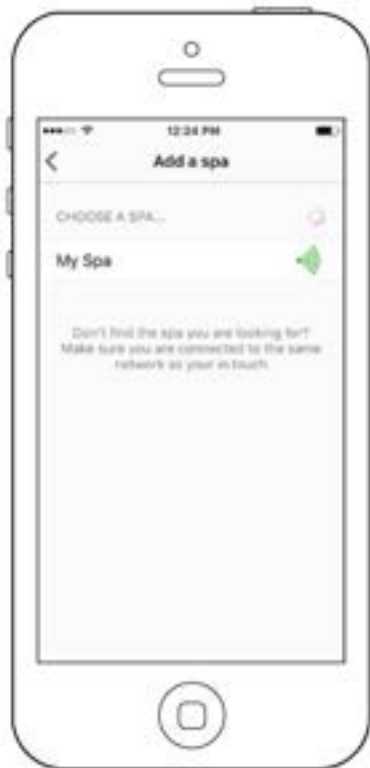 12:24 PM
Add a spa
CHOOSE A SPA...
My Spa
Don't find the spa you are looking for?
Make sure you are connected to the same
network as your in.touch